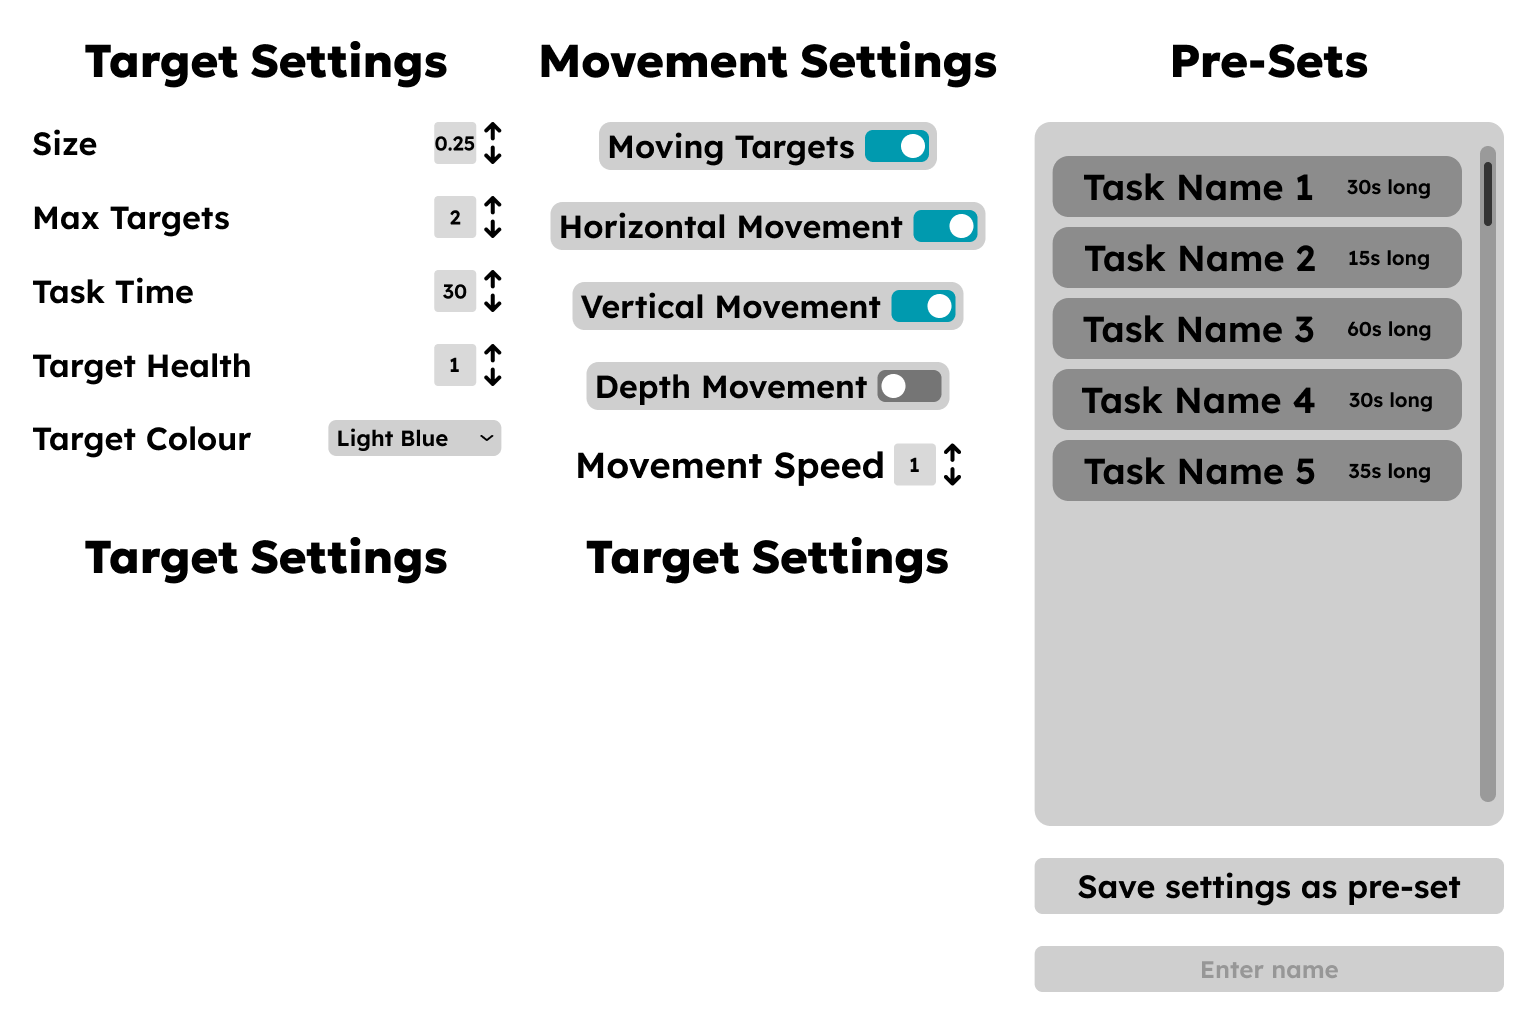 Target Settings
Size 0.25
Max Targets 2
Task Time 30
Target Health 1
Target Colour Light Blue
Target Settings
Movement Settings
Moving Targets
Horizontal Movement
Vertical Movement
Depth Movement
Movement Speed 1
Target Settings
Pre-Sets
Task Name 1 30s long
Task Name 2 15s long
Task Name 3 60s long
Task Name 4 30s long
Task Name 5 35s long
Save settings as pre-set
Enter name